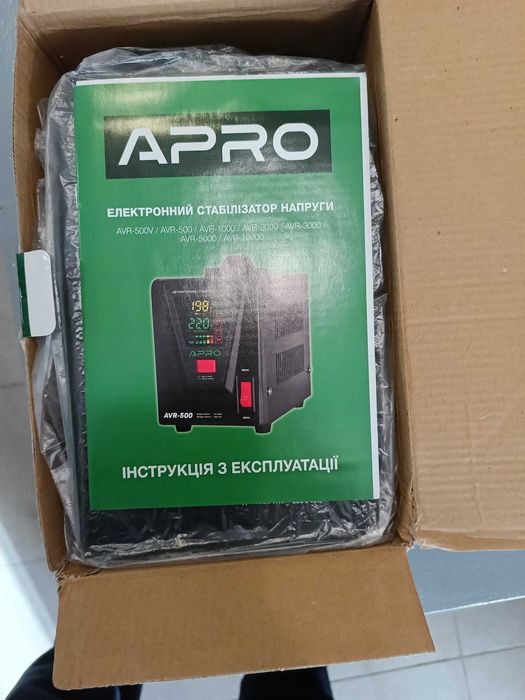 APRO
ЕЛЕКТРОННИЙ СТАБІЛІЗАТОР НАПРУГИ
AVR-500V / AVR-500 / AVR-1000 / AVR-2000 / AVR-3000 /
AVR-5000 / AVR-10000
198
220
APRO
AVR-500
ІНСТРУКЦІЯ З ЕКСПЛУАТАЦІЇ